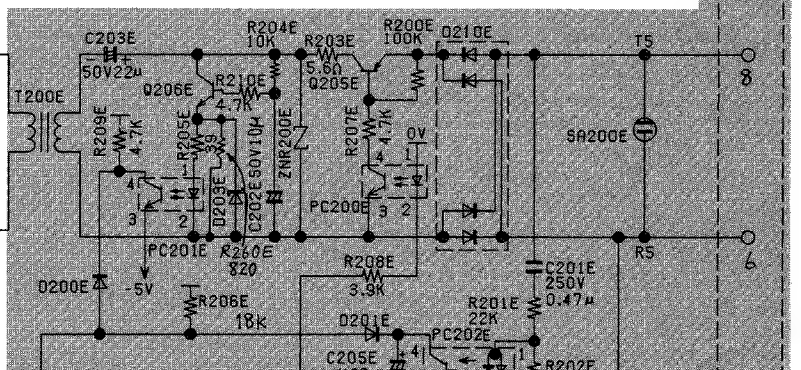 C203E
50V22µ
T200E
R209E
4.7K
Q206E
R204E
10K
R210E
4.7K
R205E
39
D203E
C202E 50V10µ
ZNR200E
R203E
5.6Ω
Q205E
R200E
100K
R207E
4.7K
0V
D210E
T5
8
SA200E
4
1
3
2
PC201E
R260E
820
4
1
3
2
PC200E
R5
6
D200E
-5V
R206E
18K
R208E
3.9K
C201E
250V
0.47µ
R201E
22K
D201E
PC202E
C205E
4
1
R202E